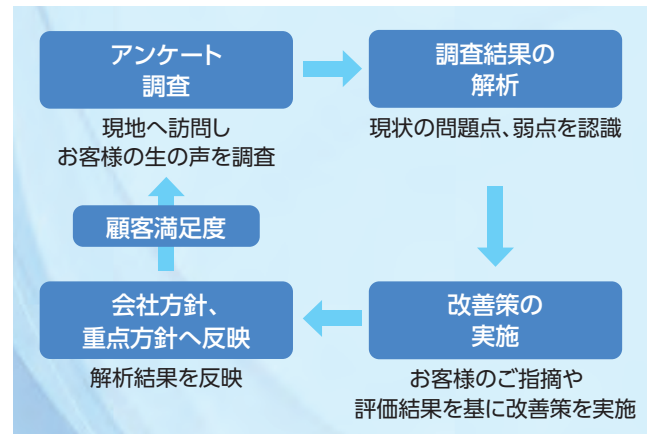 アンケート
調査
現地へ訪問し
お客様の生の声を調査
調査結果の
解析
現状の問題点、弱点を認識
改善策の
実施
お客様のご指摘や
評価結果を基に改善策を実施
会社方針、
重点方針へ反映
解析結果を反映
顧客満足度